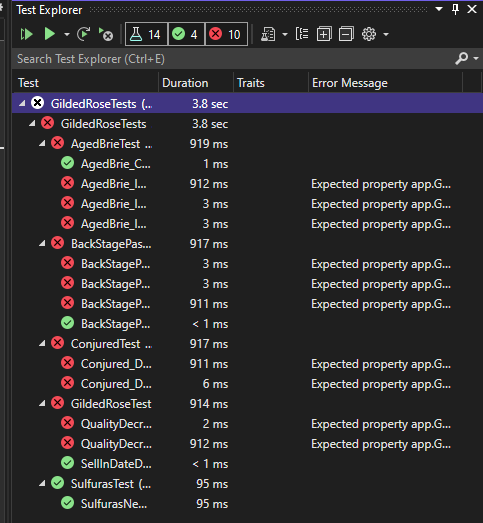 Test Explorer
14 4 10
Search Test Explorer (Ctrl+E)
Test Duration Traits Error Message
GildedRoseTests (... 3.8 sec
GildedRoseTests 3.8 sec
AgedBrieTest ... 919 ms
AgedBrie_C... 1 ms
AgedBrie_I... 912 ms Expected property app.G...
AgedBrie_I... 3 ms Expected property app.G...
AgedBrie_I... 3 ms Expected property app.G...
BackStagePas... 917 ms
BackStageP... 3 ms Expected property app.G...
BackStageP... 3 ms Expected property app.G...
BackStageP... 911 ms Expected property app.G...
BackStageP... < 1 ms
ConjuredTest ... 917 ms
Conjured_D... 911 ms Expected property app.G...
Conjured_D... 6 ms Expected property app.G...
GildedRoseTest 914 ms
QualityDecr... 2 ms Expected property app.G...
QualityDecr... 912 ms Expected property app.G...
SellInDateD... < 1 ms
SulfurasTest (... 95 ms
SulfurasNe... 95 ms